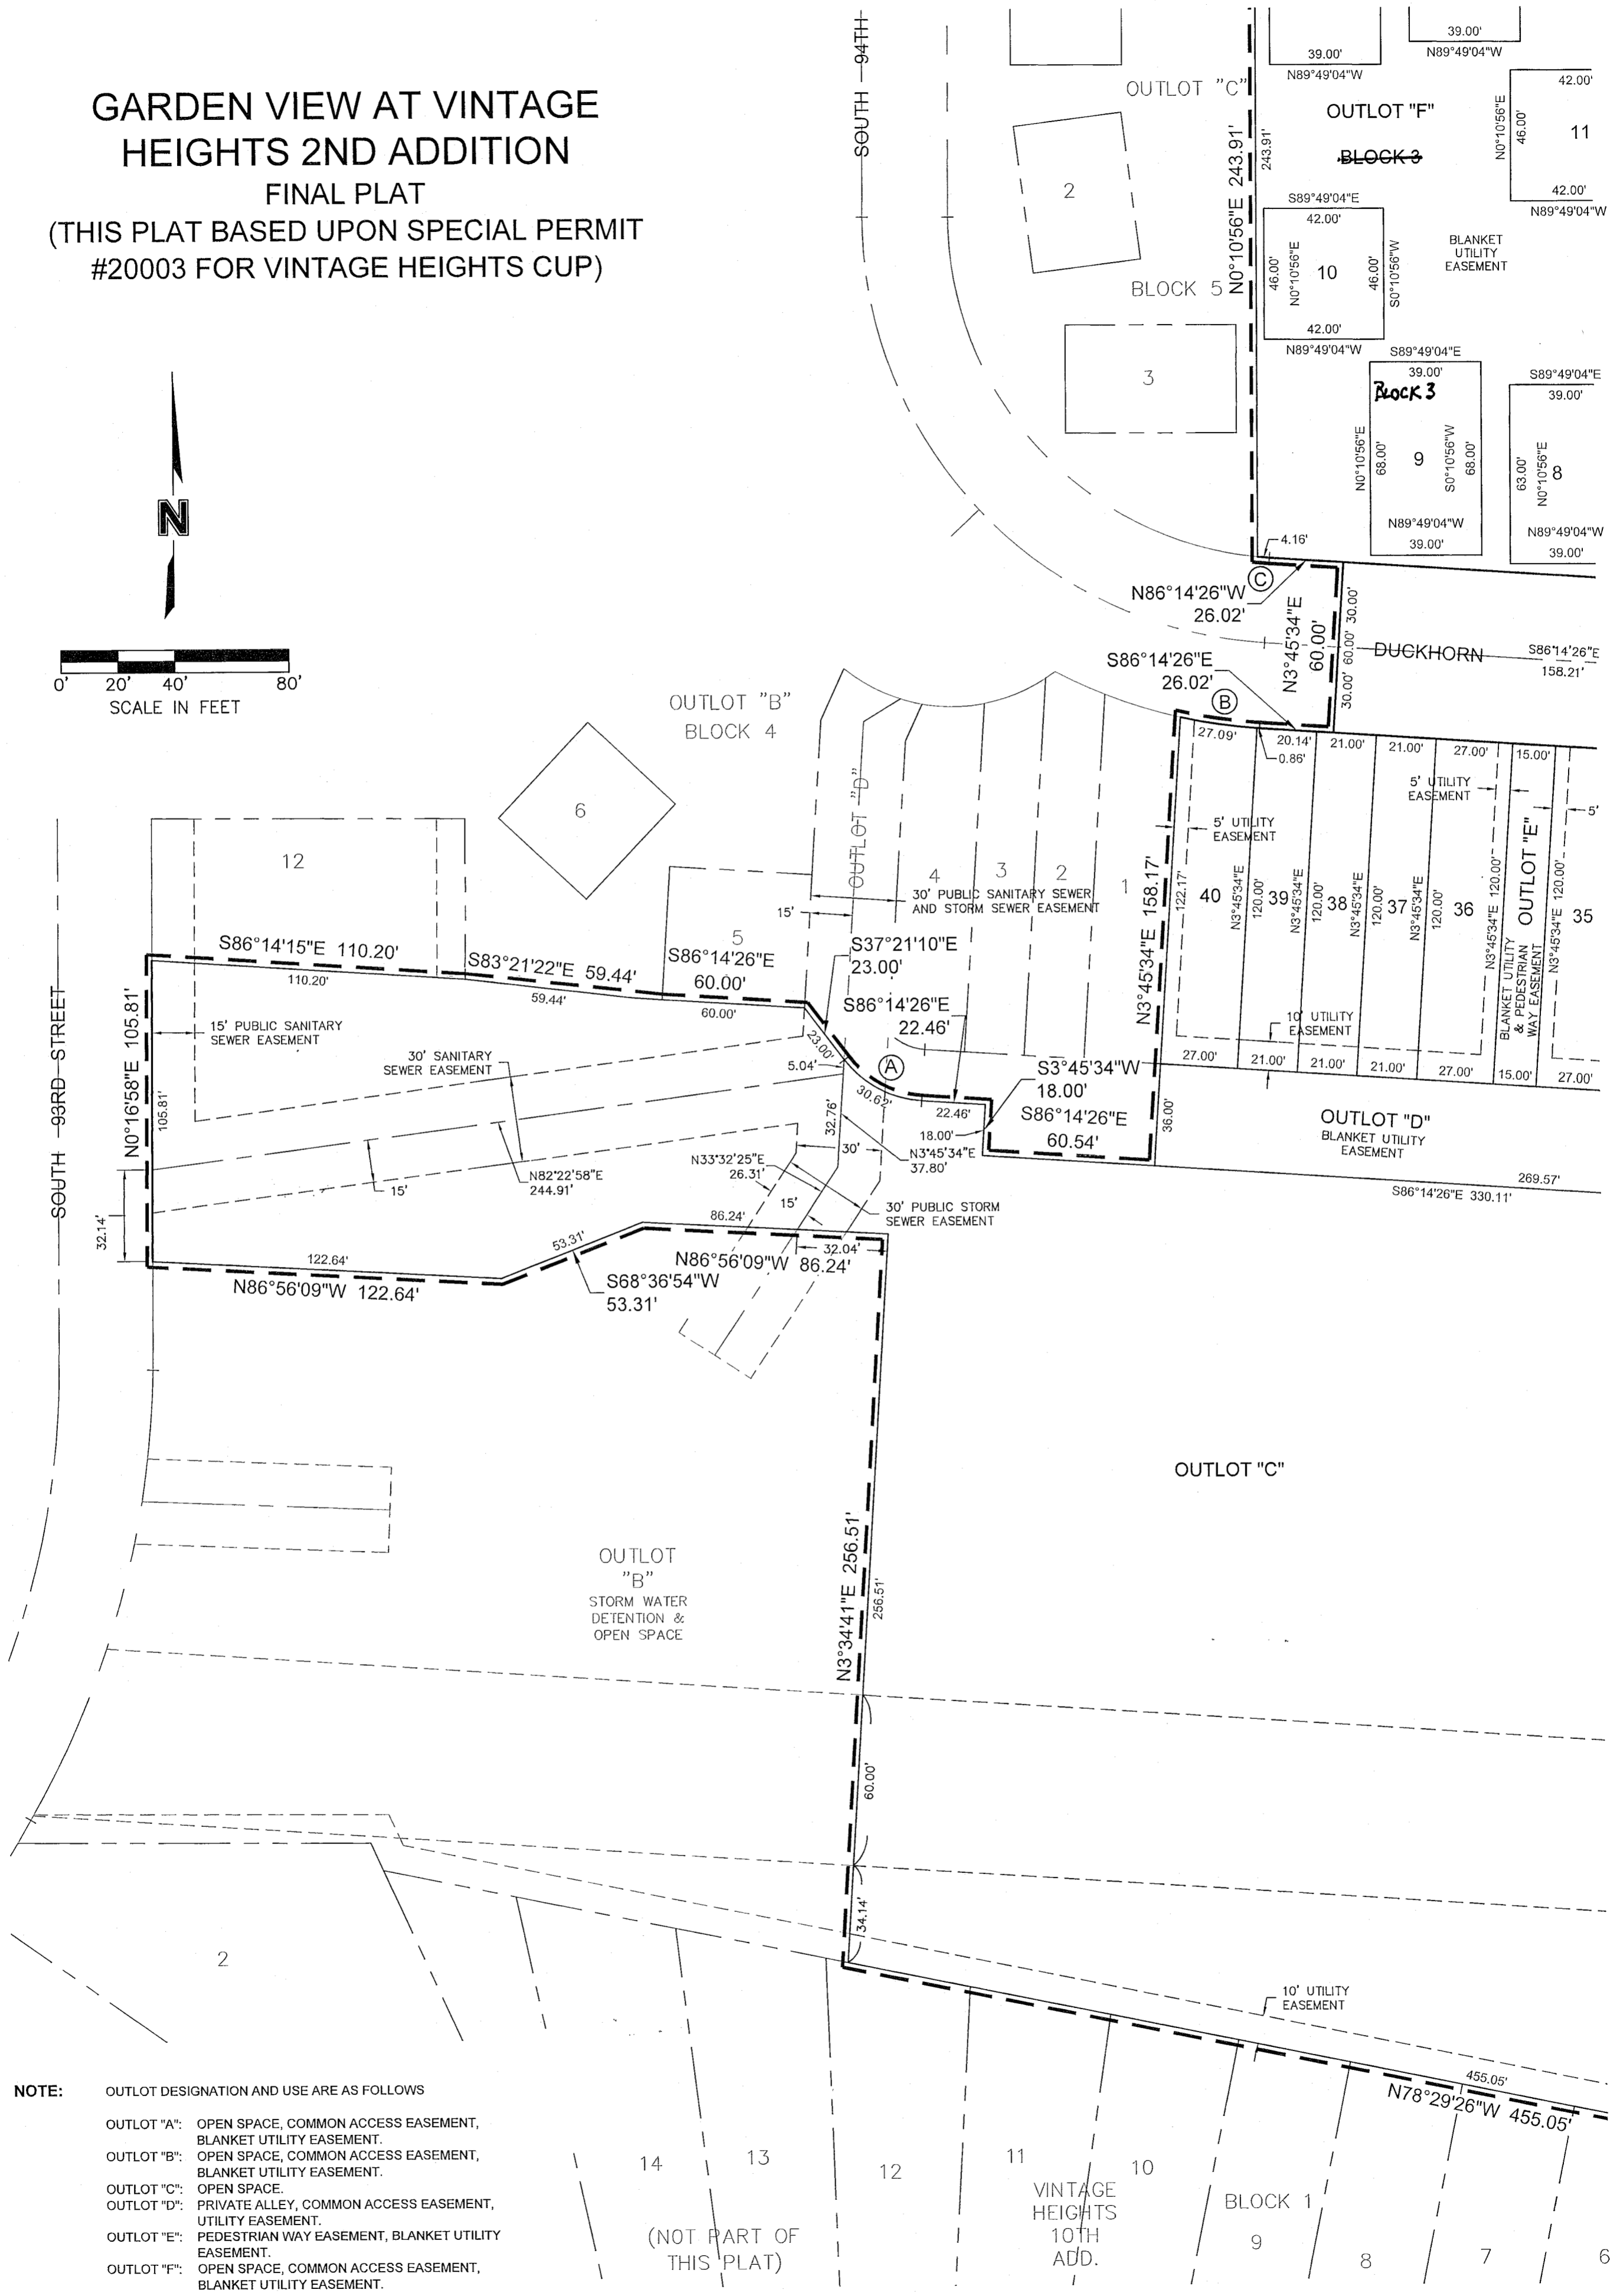 GARDEN VIEW AT VINTAGE
HEIGHTS 2ND ADDITION
FINAL PLAT
(THIS PLAT BASED UPON SPECIAL PERMIT
#20003 FOR VINTAGE HEIGHTS CUP)
N
0' 20' 40' 80'
SCALE IN FEET
SOUTH 94TH
OUTLOT "C"
2
BLOCK 5
3
N0°10'56"E 243.91'
243.91'
39.00'
N89°49'04"W
39.00'
N89°49'04"W
OUTLOT "F"
BLOCK 3
42.00'
N0°10'56"E
46.00'
11
42.00'
N89°49'04"W
S89°49'04"E
42.00'
46.00'
N0°10'56"E
10
46.00'
S0°10'56"W
42.00'
N89°49'04"W
BLANKET
UTILITY
EASEMENT
S89°49'04"E
39.00'
BLOCK 3
N0°10'56"E
68.00'
9
S0°10'56"W
68.00'
N89°49'04"W
39.00'
S89°49'04"E
39.00'
63.00'
N0°10'56"E
8
N89°49'04"W
39.00'
4.16'
C
N86°14'26"W
26.02'
N3°45'34"E
60.00'
30.00' 60.00' 30.00'
DUCKHORN
S86°14'26"E
158.21'
S86°14'26"E
26.02'
B
OUTLOT "B"
BLOCK 4
6
12
5
OUTLOT "D"
4
3
2
1
30' PUBLIC SANITARY SEWER
AND STORM SEWER EASEMENT
15'
27.09'
20.14'
0.86'
21.00'
21.00'
27.00'
15.00'
5' UTILITY
EASEMENT
5'
5' UTILITY
EASEMENT
N3°45'34"E 158.17'
122.17'
40
N3°45'34"E
120.00'
39
N3°45'34"E
120.00'
38
N3°45'34"E
120.00'
37
N3°45'34"E
120.00'
36
N3°45'34"E 120.00'
OUTLOT "E"
BLANKET UTILITY
& PEDESTRIAN
WAY EASEMENT
N3°45'34"E 120.00'
35
10' UTILITY
EASEMENT
27.00'
21.00'
21.00'
21.00'
27.00'
15.00'
27.00'
36.00'
OUTLOT "D"
BLANKET UTILITY
EASEMENT
269.57'
S86°14'26"E 330.11'
S86°14'15"E 110.20'
110.20'
S83°21'22"E 59.44'
59.44'
S86°14'26"E
60.00'
60.00'
S37°21'10"E
23.00'
23.00'
S86°14'26"E
22.46'
A
5.04'
30.62'
22.46'
S3°45'34"W
18.00'
18.00'
S86°14'26"E
60.54'
SOUTH 93RD STREET
N0°16'58"E 105.81'
105.81'
15' PUBLIC SANITARY
SEWER EASEMENT
30' SANITARY
SEWER EASEMENT
32.76'
N3°45'34"E
37.80'
30'
N33°32'25"E
26.31'
N82°22'58"E
244.91'
15'
15'
30' PUBLIC STORM
SEWER EASEMENT
32.14'
122.64'
N86°56'09"W 122.64'
53.31'
S68°36'54"W
53.31'
86.24'
32.04'
N86°56'09"W 86.24'
OUTLOT "C"
OUTLOT
"B"
STORM WATER
DETENTION &
OPEN SPACE
N3°34'41"E 256.51'
256.51'
60.00'
34.14'
2
10' UTILITY
EASEMENT
455.05'
N78°29'26"W 455.05'
14
13
12
11
10
9
8
7
6
VINTAGE
HEIGHTS
10TH
ADD.
BLOCK 1
(NOT PART OF
THIS PLAT)
NOTE: OUTLOT DESIGNATION AND USE ARE AS FOLLOWS
OUTLOT "A": OPEN SPACE, COMMON ACCESS EASEMENT,
BLANKET UTILITY EASEMENT.
OUTLOT "B": OPEN SPACE, COMMON ACCESS EASEMENT,
BLANKET UTILITY EASEMENT.
OUTLOT "C": OPEN SPACE.
OUTLOT "D": PRIVATE ALLEY, COMMON ACCESS EASEMENT,
UTILITY EASEMENT.
OUTLOT "E": PEDESTRIAN WAY EASEMENT, BLANKET UTILITY
EASEMENT.
OUTLOT "F": OPEN SPACE, COMMON ACCESS EASEMENT,
BLANKET UTILITY EASEMENT.